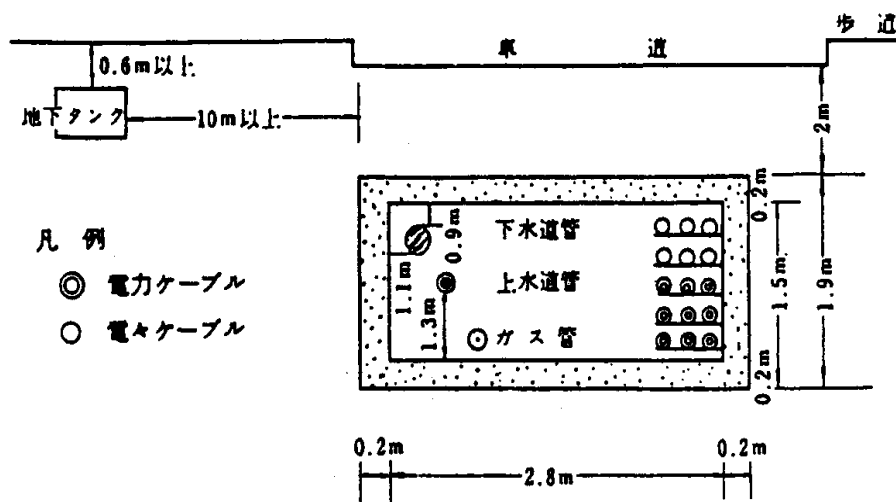 歩道
車道
0.6m以上
地下タンク
10m以上
2m
0.2m
0.9m
下水道管
凡例
1.1m
上水道管
1.5m
1.9m
電力ケーブル
1.3m
電々ケーブル
ガス管
0.2m
0.2m
0.2m
2.8m